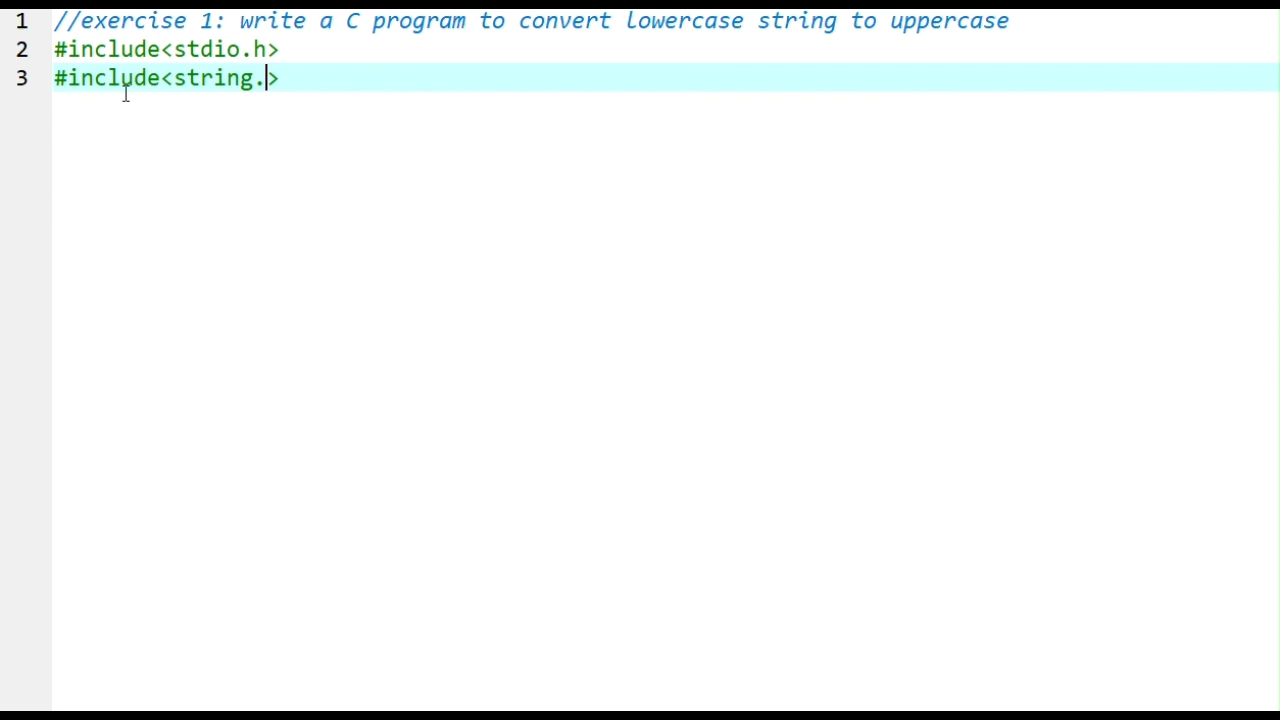 1 //exercise 1: write a C program to convert lowercase string to uppercase
2 #include<stdio.h>
3 #include<string.>